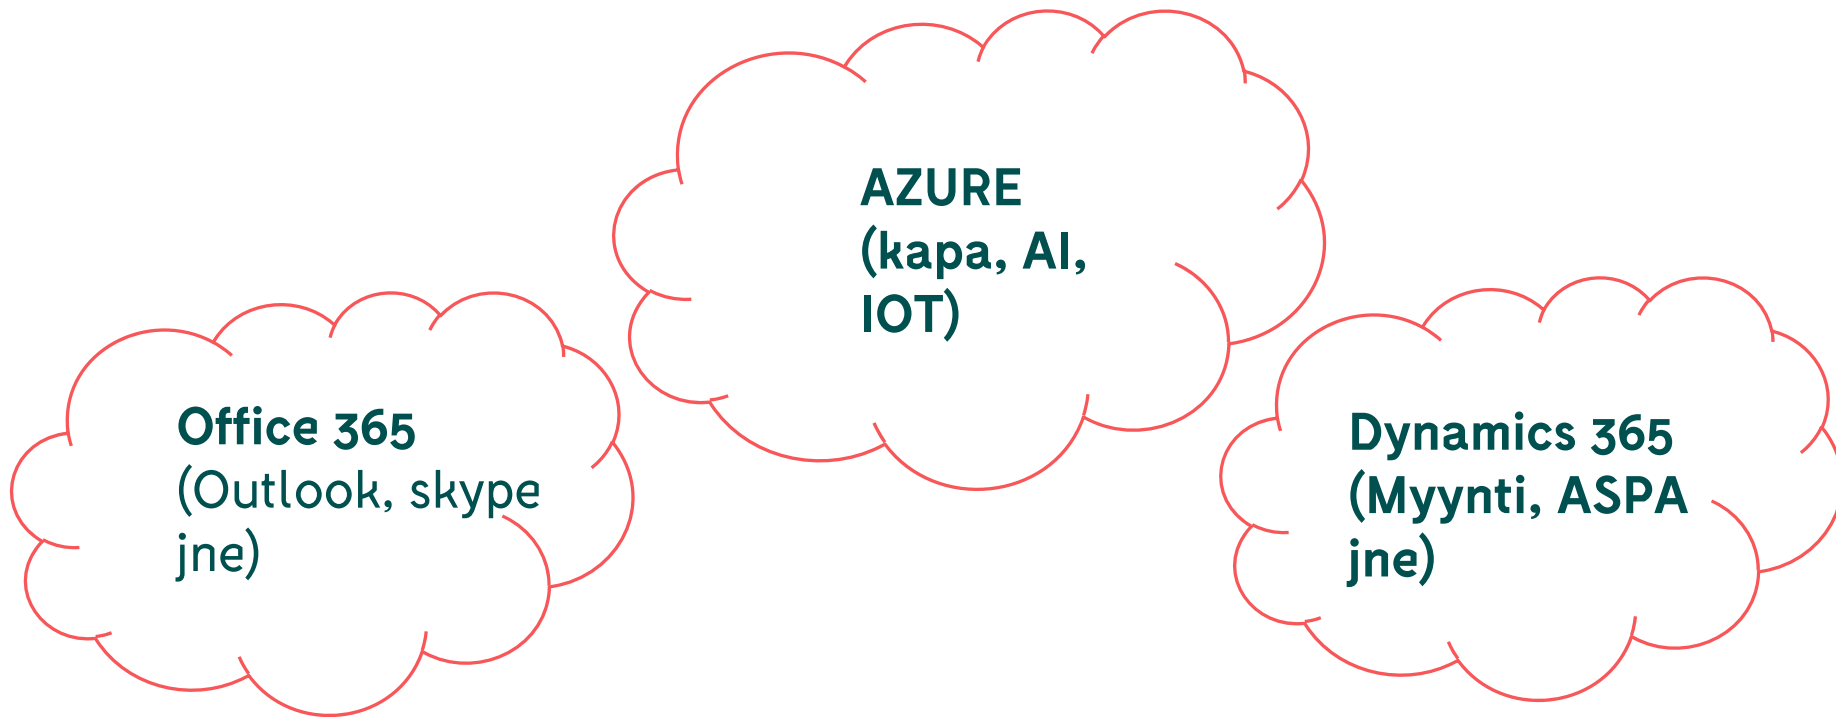 AZURE
(kapa, AI,
IOT)
Office 365
(Outlook, skype
jne)
Dynamics 365
(Myynti, ASPA
jne)